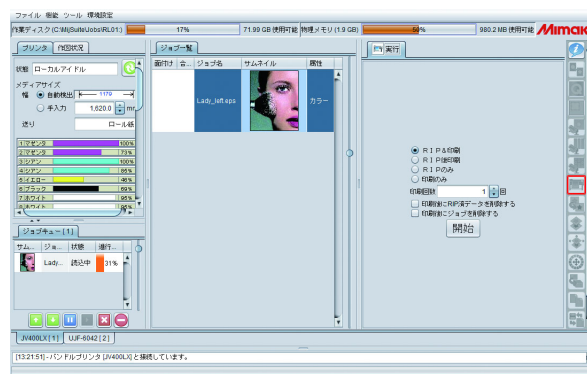 ファイル 機能 ツール 環境設定
作業ディスク (C:\MijSuite\Jobs\RL01:) 17% 71.99 GB 使用可能 物理メモリ (1.9 GB) 50% 980.2 MB 使用可能 Mimaki
プリンタ 作図状況
状態 ローカルアイドル
メディアサイズ
幅 自動検出 1179
手入力 1,620.0 mm
送り ロール紙
1 マゼンタ 100%
2 マゼンタ 73%
3 シアン 100%
4 シアン 86%
5 イエロー 46%
6 ブラック 69%
7 ホワイト 95%
8 ホワイト 95%
ジョブキュー [1]
サム... ジョ... 状態 進行...
Lady... 読込中 31%
ジョブ一覧
面付け 合... ジョブ名 サムネイル 属性
Lady_left.eps カラー
実行
ＲＩＰ＆印刷
ＲＩＰ後印刷
ＲＩＰのみ
印刷のみ
印刷回数 1 回
印刷後にRIP済データを削除する
印刷後にジョブを削除する
開始
JV400LX [1] UJF-6042 [2]
[13:21:51] - バンドルプリンタ [JV400LX] と接続しています。